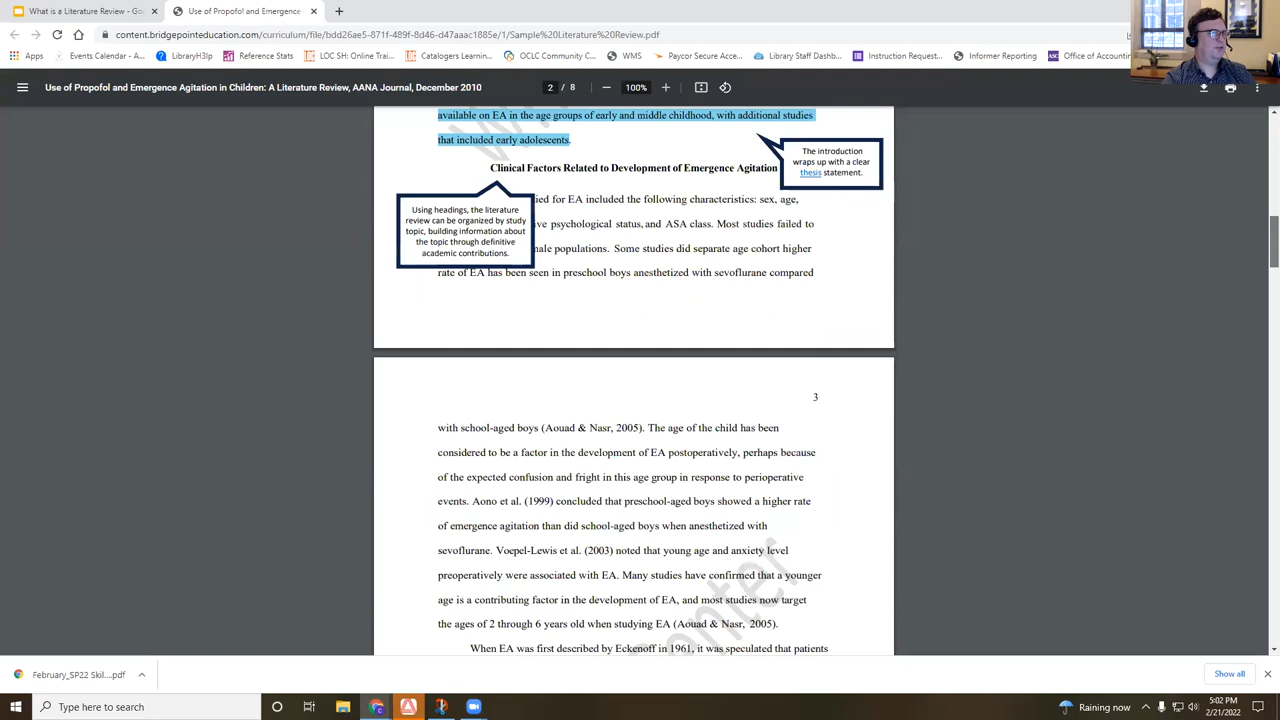 What is a Literature Review - Go
Use of Propofol and Emergence
content.bridgepointeducation.com/curriculum/file/bdd26ae5-871f-489f-8d46-d47aaec1805e/1/Sample%20Literature%20Review.pdf
Apps
Events Calendar - A...
LibraryH3lp
Reference Stats
LOC SH: Online Trai...
Catalogers Learnin...
OCLC Community C...
WMS
Paycor Secure Acce...
Library Staff Dashb...
Instruction Request...
Informer Reporting
Office of Accountin
Use of Propofol and Emergence Agitation in Children: A Literature Review, AANA Journal, December 2010
2 / 8
100%
available on EA in the age groups of early and middle childhood, with additional studies
that included early adolescents.
The introduction
wraps up with a clear
thesis statement.
Clinical Factors Related to Development of Emergence Agitation
Using headings, the literature
review can be organized by study
topic, building information about
the topic through definitive
academic contributions.
ied for EA included the following characteristics: sex, age,
ve psychological status, and ASA class. Most studies failed to
male populations. Some studies did separate age cohort higher
rate of EA has been seen in preschool boys anesthetized with sevoflurane compared
3
with school-aged boys (Aouad & Nasr, 2005). The age of the child has been
considered to be a factor in the development of EA postoperatively, perhaps because
of the expected confusion and fright in this age group in response to perioperative
events. Aono et al. (1999) concluded that preschool-aged boys showed a higher rate
of emergence agitation than did school-aged boys when anesthetized with
sevoflurane. Voepel-Lewis et al. (2003) noted that young age and anxiety level
preoperatively were associated with EA. Many studies have confirmed that a younger
age is a contributing factor in the development of EA, and most studies now target
the ages of 2 through 6 years old when studying EA (Aouad & Nasr, 2005).
When EA was first described by Eckenoff in 1961, it was speculated that patients
February_SP22 Skil....pdf
Show all
Type here to search
Raining now
5:02 PM
2/21/2022